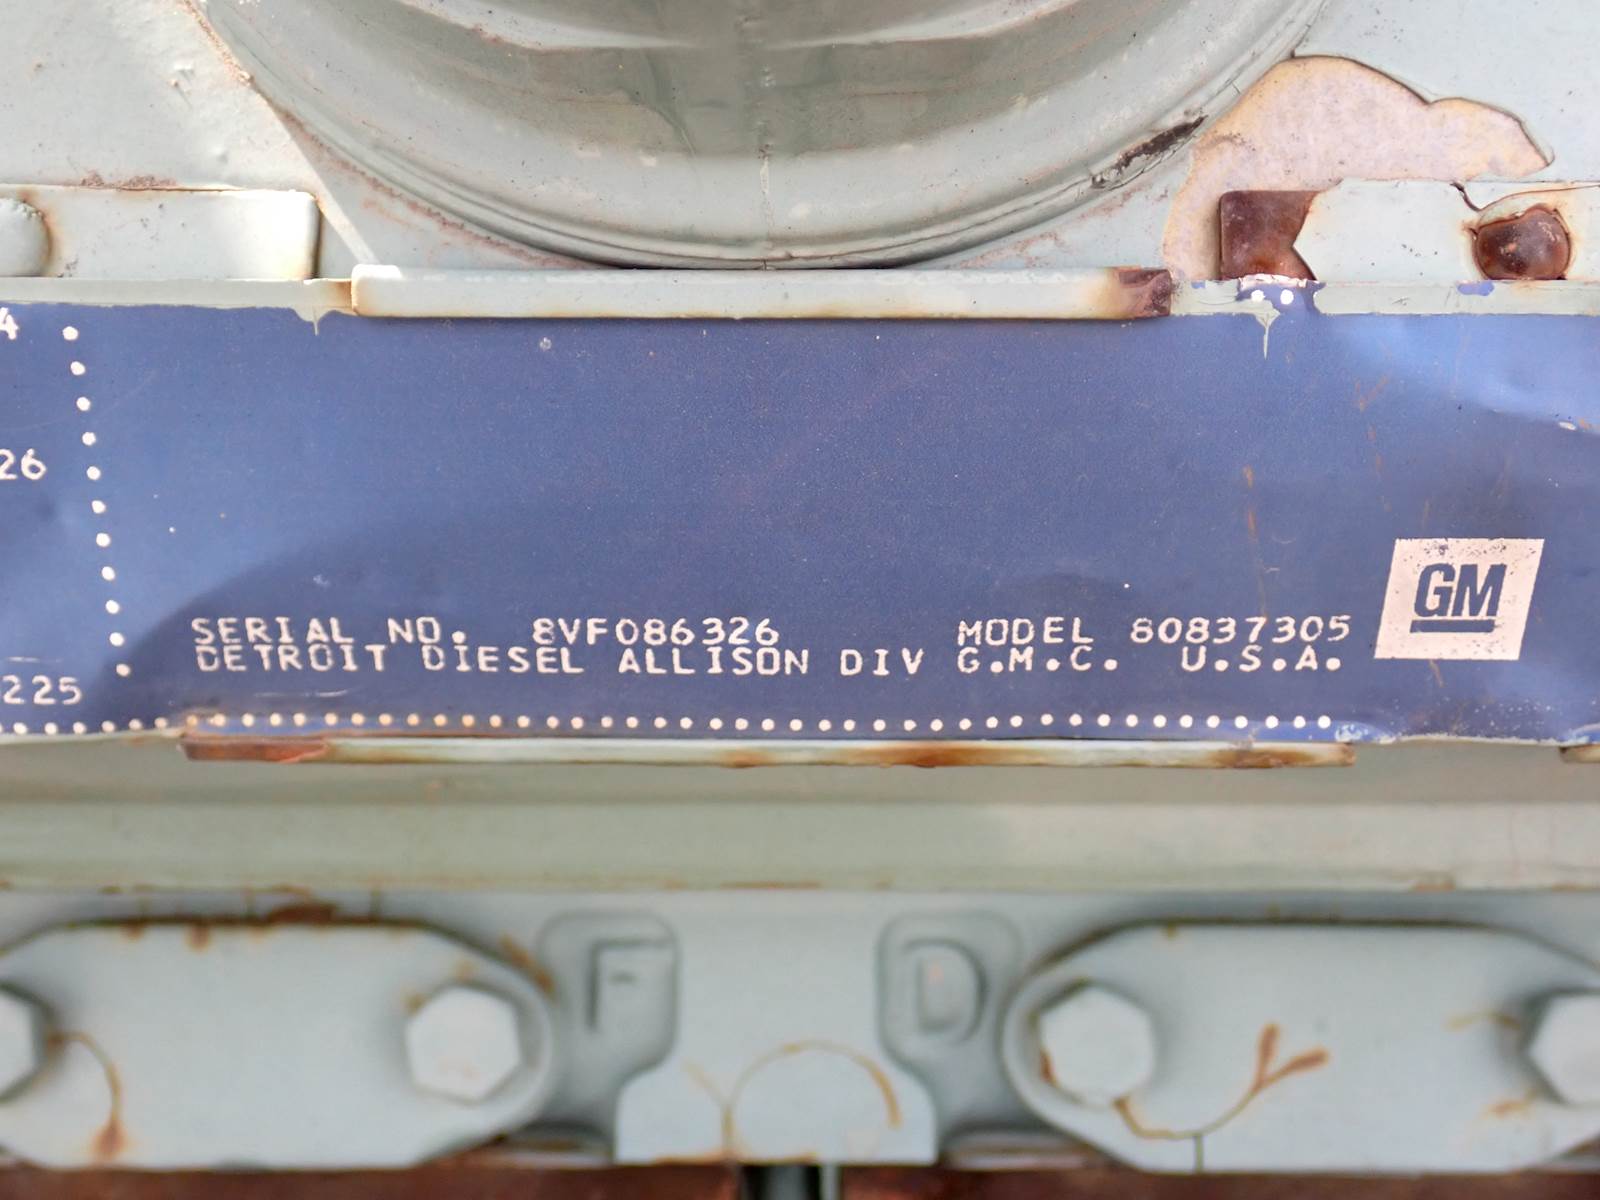 4
26
225
SERIAL NO. 8VF086326 MODEL 80837305
DETROIT DIESEL ALLISON DIV G.M.C. U.S.A.
GM
F D